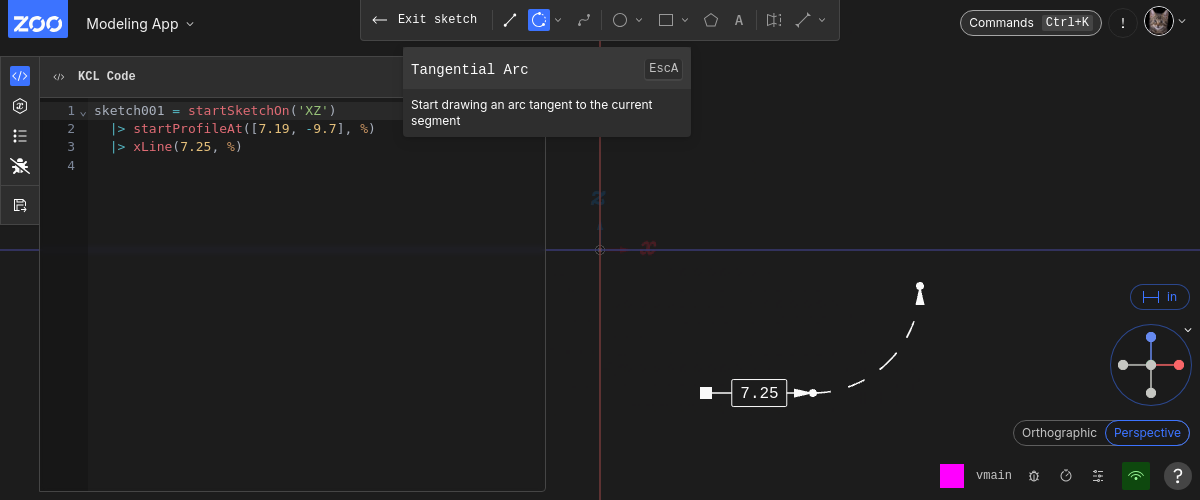 ZOO
Modeling App
Exit sketch
A
Commands Ctrl+K
!
Tangential Arc
EscA
Start drawing an arc tangent to the current
segment
KCL Code
1 sketch001 = startSketchOn('XZ')
2 |> startProfileAt([7.19, -9.7], %)
3 |> xLine(7.25, %)
4
z
x
in
7.25
Orthographic
Perspective
vmain
?